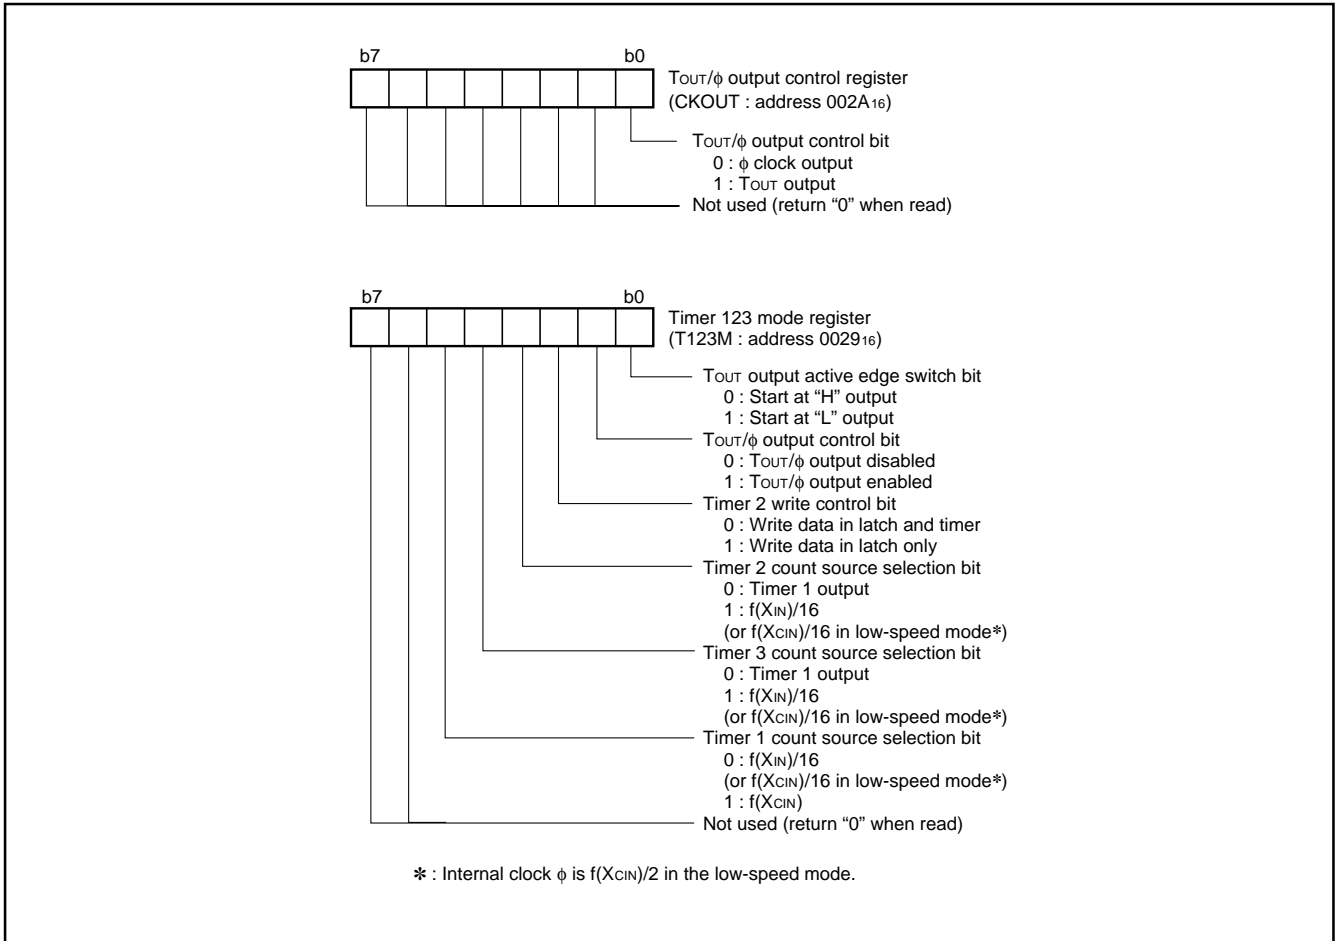 b7 b0
TOUT/ϕ output control register
(CKOUT : address 002A16)
TOUT/ϕ output control bit
0 : ϕ clock output
1 : TOUT output
Not used (return “0” when read)
b7 b0
Timer 123 mode register
(T123M : address 002916)
TOUT output active edge switch bit
0 : Start at “H” output
1 : Start at “L” output
TOUT/ϕ output control bit
0 : TOUT/ϕ output disabled
1 : TOUT/ϕ output enabled
Timer 2 write control bit
0 : Write data in latch and timer
1 : Write data in latch only
Timer 2 count source selection bit
0 : Timer 1 output
1 : f(XIN)/16
(or f(XCIN)/16 in low-speed mode*)
Timer 3 count source selection bit
0 : Timer 1 output
1 : f(XIN)/16
(or f(XCIN)/16 in low-speed mode*)
Timer 1 count source selection bit
0 : f(XIN)/16
(or f(XCIN)/16 in low-speed mode*)
1 : f(XCIN)
Not used (return “0” when read)
* : Internal clock ϕ is f(XCIN)/2 in the low-speed mode.